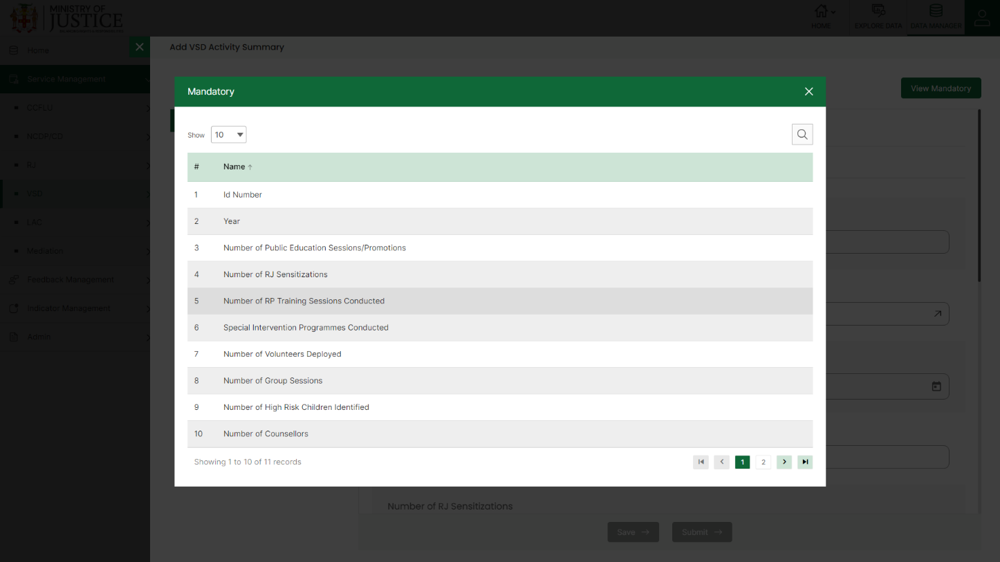 MINISTRY OF
JUSTICE
HOME
EXPLORE DATA
DATA MANAGER
Home
Service Management
CCFLU
NCDP/CD
RJ
VSD
LAC
Mediation
Feedback Management
Indicator Management
Admin
Add VSD Activity Summary
View Mandatory
Mandatory
Show 10
# Name ↑
1 Id Number
2 Year
3 Number of Public Education Sessions/Promotions
4 Number of RJ Sensitizations
5 Number of RP Training Sessions Conducted
6 Special Intervention Programmes Conducted
7 Number of Volunteers Deployed
8 Number of Group Sessions
9 Number of High Risk Children Identified
10 Number of Counsellors
Showing 1 to 10 of 11 records
1 2
Number of RJ Sensitizations
Save →
Submit →